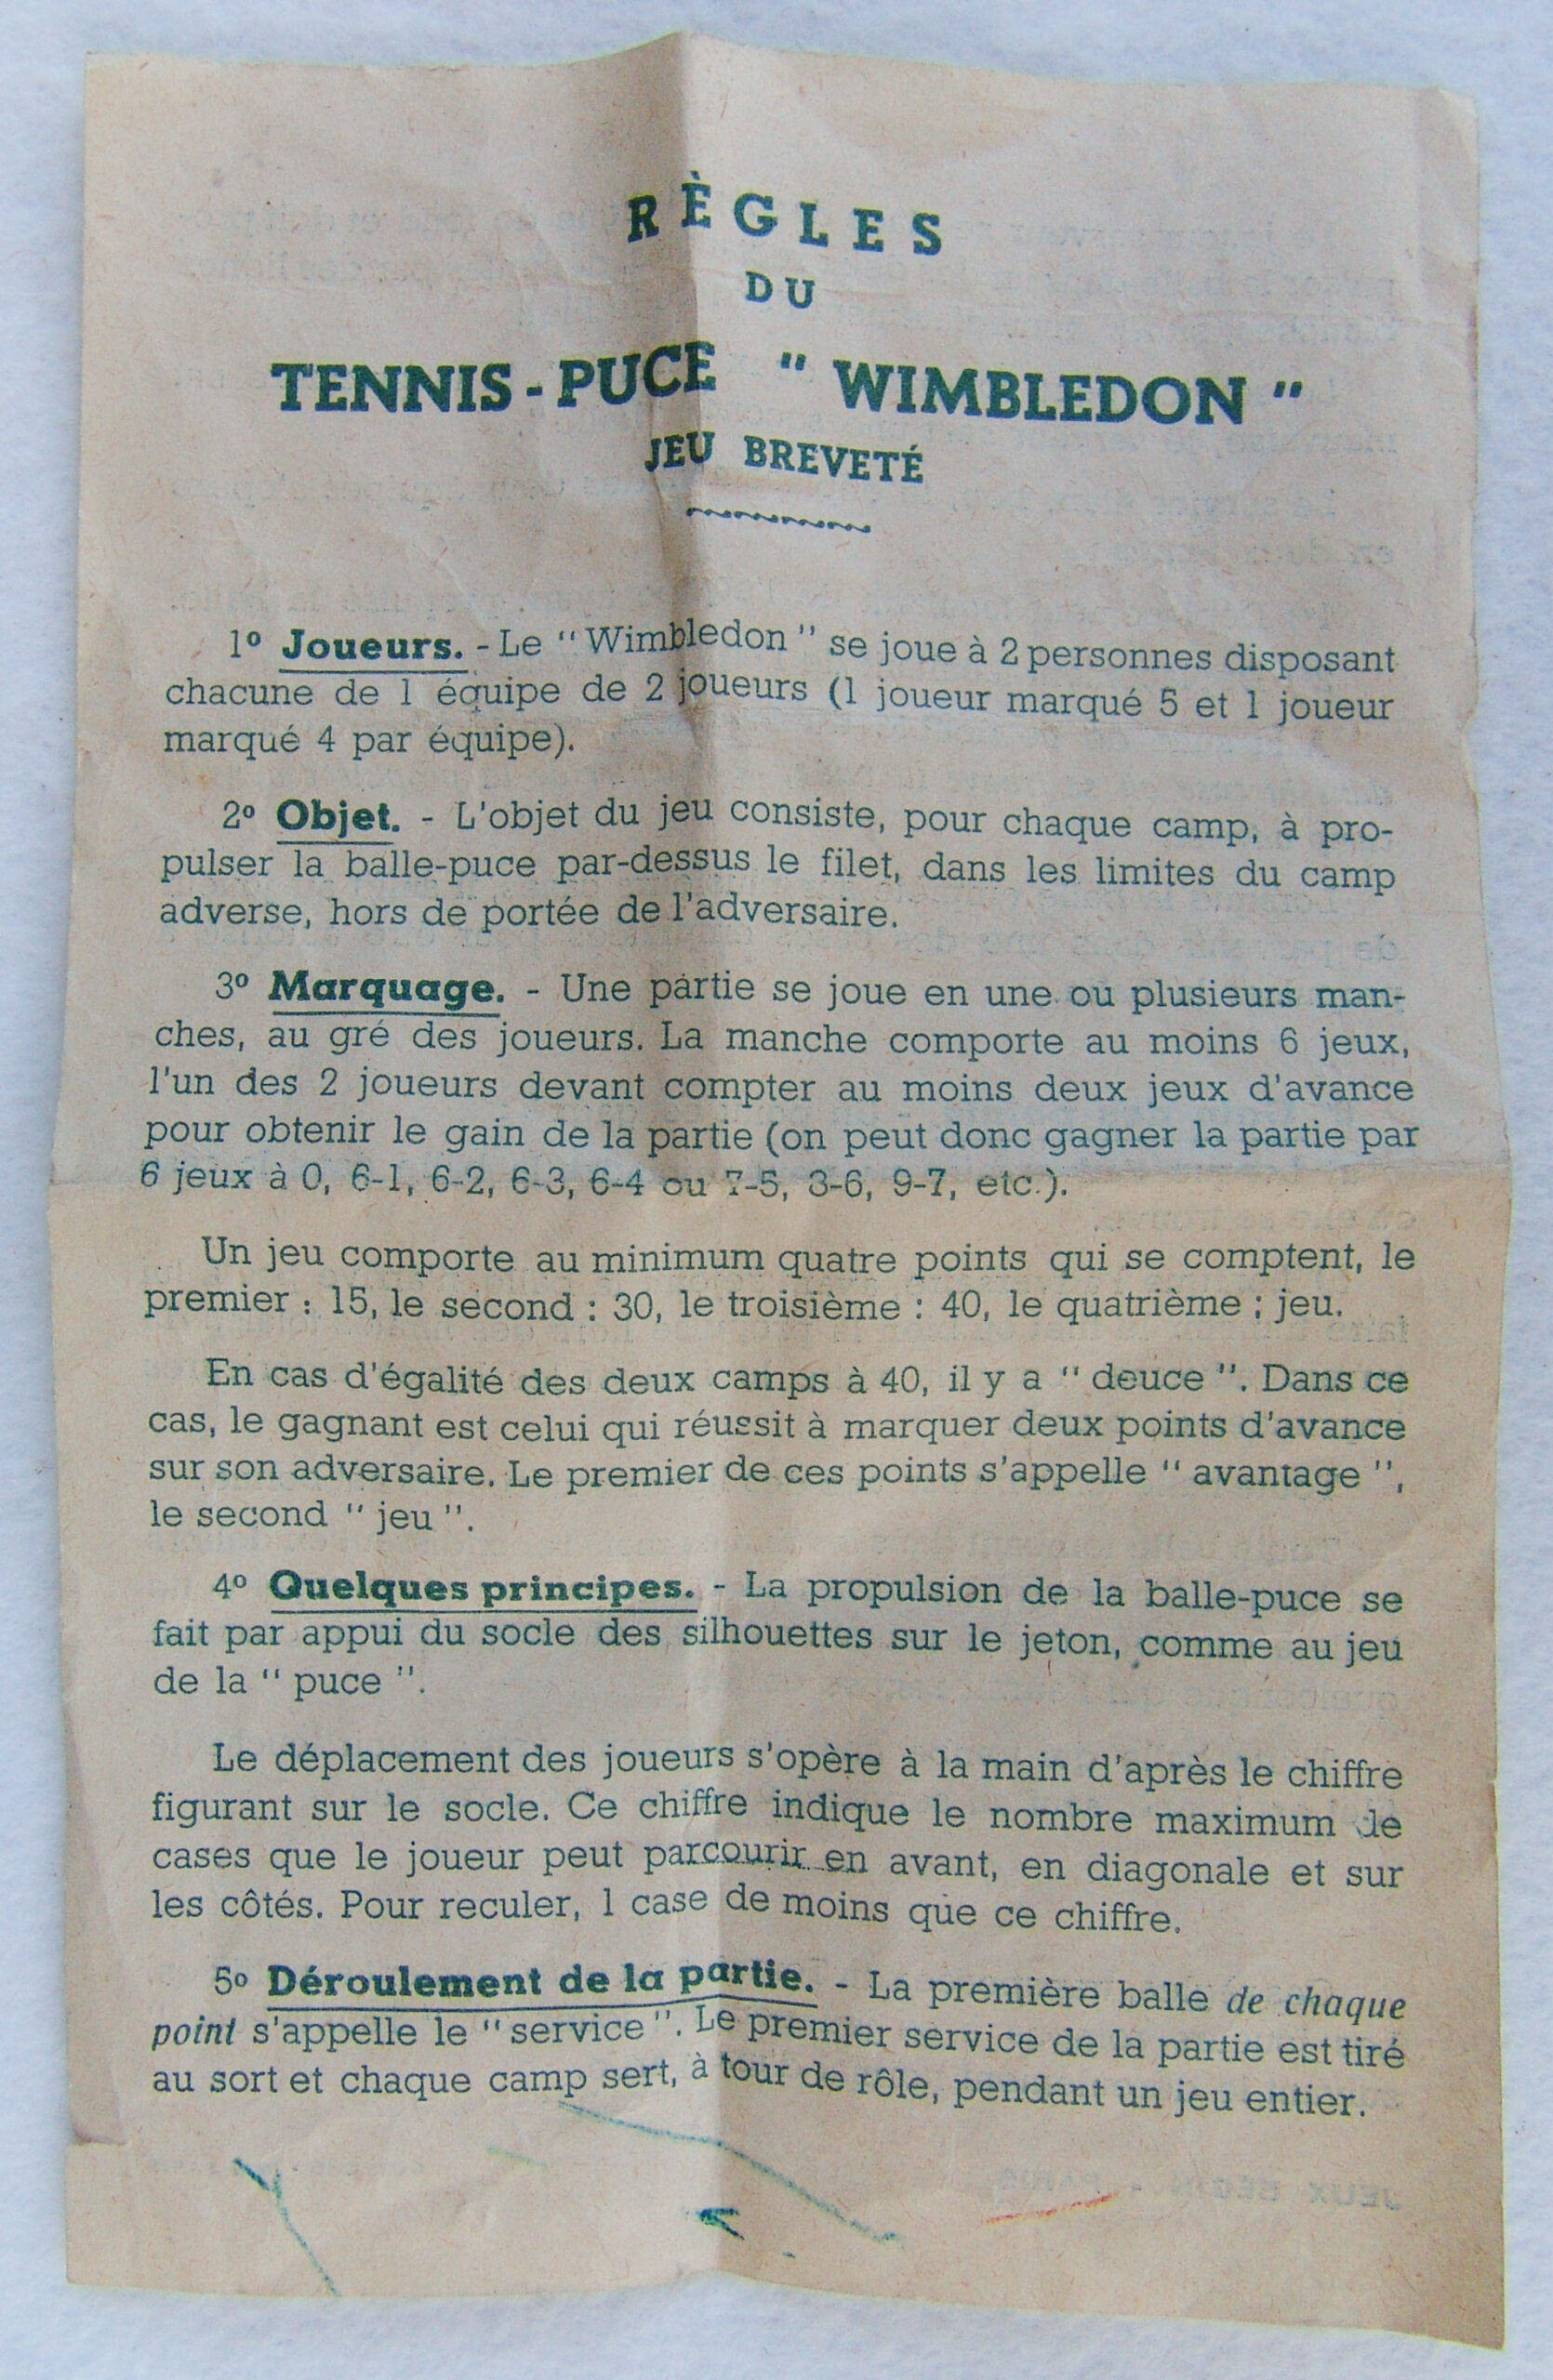 RÈGLES
DU
TENNIS-PUCE " WIMBLEDON "
JEU BREVETÉ
1º Joueurs. - Le " Wimbledon " se joue à 2 personnes disposant
chacune de 1 équipe de 2 joueurs (1 joueur marqué 5 et 1 joueur
marqué 4 par équipe).
2º Objet. - L'objet du jeu consiste, pour chaque camp, à pro-
pulser la balle-puce par-dessus le filet, dans les limites du camp
adverse, hors de portée de l'adversaire.
3º Marquage. - Une partie se joue en une ou plusieurs man-
ches, au gré des joueurs. La manche comporte au moins 6 jeux,
l'un des 2 joueurs devant compter au moins deux jeux d'avance
pour obtenir le gain de la partie (on peut donc gagner la partie par
6 jeux à 0, 6-1, 6-2, 6-3, 6-4 ou 7-5, 8-6, 9-7, etc.).
Un jeu comporte au minimum quatre points qui se comptent, le
premier : 15, le second : 30, le troisième : 40, le quatrième ; jeu.
En cas d'égalité des deux camps à 40, il y a " deuce ". Dans ce
cas, le gagnant est celui qui réussit à marquer deux points d'avance
sur son adversaire. Le premier de ces points s'appelle " avantage ",
le second " jeu ".
4º Quelques principes. - La propulsion de la balle-puce se
fait par appui du socle des silhouettes sur le jeton, comme au jeu
de la " puce ".
Le déplacement des joueurs s'opère à la main d'après le chiffre
figurant sur le socle. Ce chiffre indique le nombre maximum de
cases que le joueur peut parcourir en avant, en diagonale et sur
les côtés. Pour reculer, 1 case de moins que ce chiffre.
5º Déroulement de la partie. - La première balle de chaque
point s'appelle le " service ". Le premier service de la partie est tiré
au sort et chaque camp sert, à tour de rôle, pendant un jeu entier.
JEUX BEGIN - PARIS